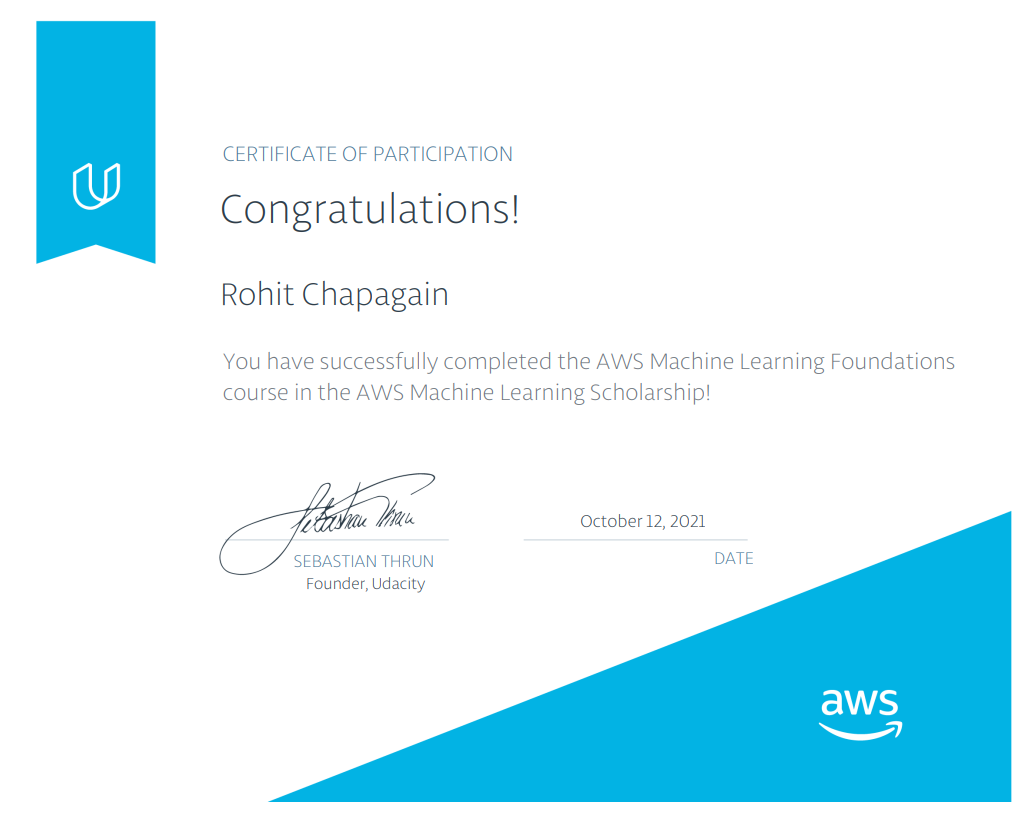 CERTIFICATE OF PARTICIPATION
Congratulations!
Rohit Chapagain
You have successfully completed the AWS Machine Learning Foundations
course in the AWS Machine Learning Scholarship!
Sebastian Thrun
October 12, 2021
SEBASTIAN THRUN
DATE
Founder, Udacity
aws